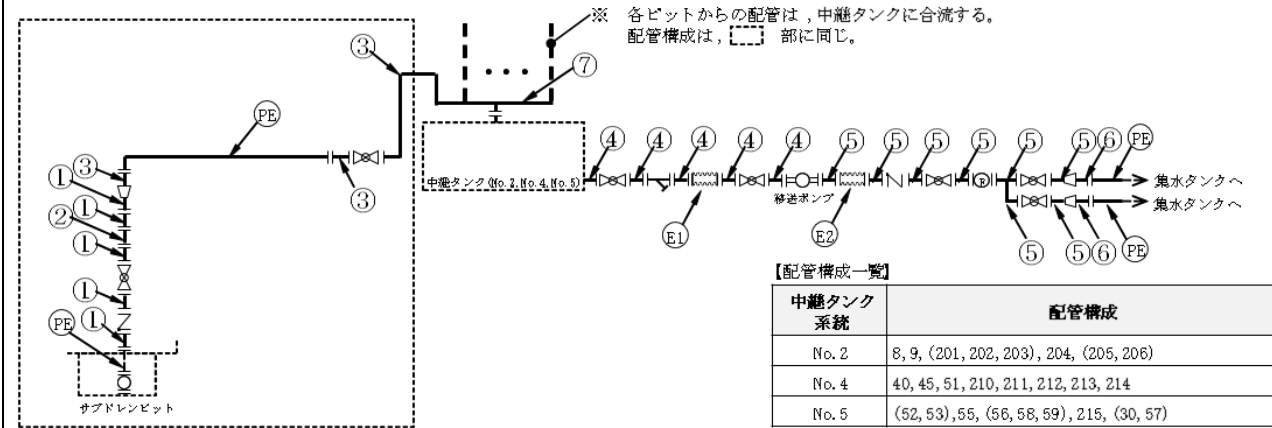 ※ 各ピットからの配管は，中継タンクに合流する。
配管構成は， 部に同じ。
③
⑦
PE
④ ④ ④ ④ ④ ⑤ ⑤ ⑤ ⑤ ⑤ ⑤ ⑥ PE
③
①
①
②
①
①
①
PE
③
中継タンク(No.2,No.4,No.5)
移送ポンプ
R
集水タンクへ
集水タンクへ
E1
E2
⑤ ⑤ ⑥ PE
サブドレンピット
【配管構成一覧】
中継タンク系統 配管構成
No.2 8, 9, (201, 202, 203), 204, (205, 206)
No.4 40, 45, 51, 210, 211, 212, 213, 214
No.5 (52, 53),55, (56, 58, 59), 215, (30, 57)